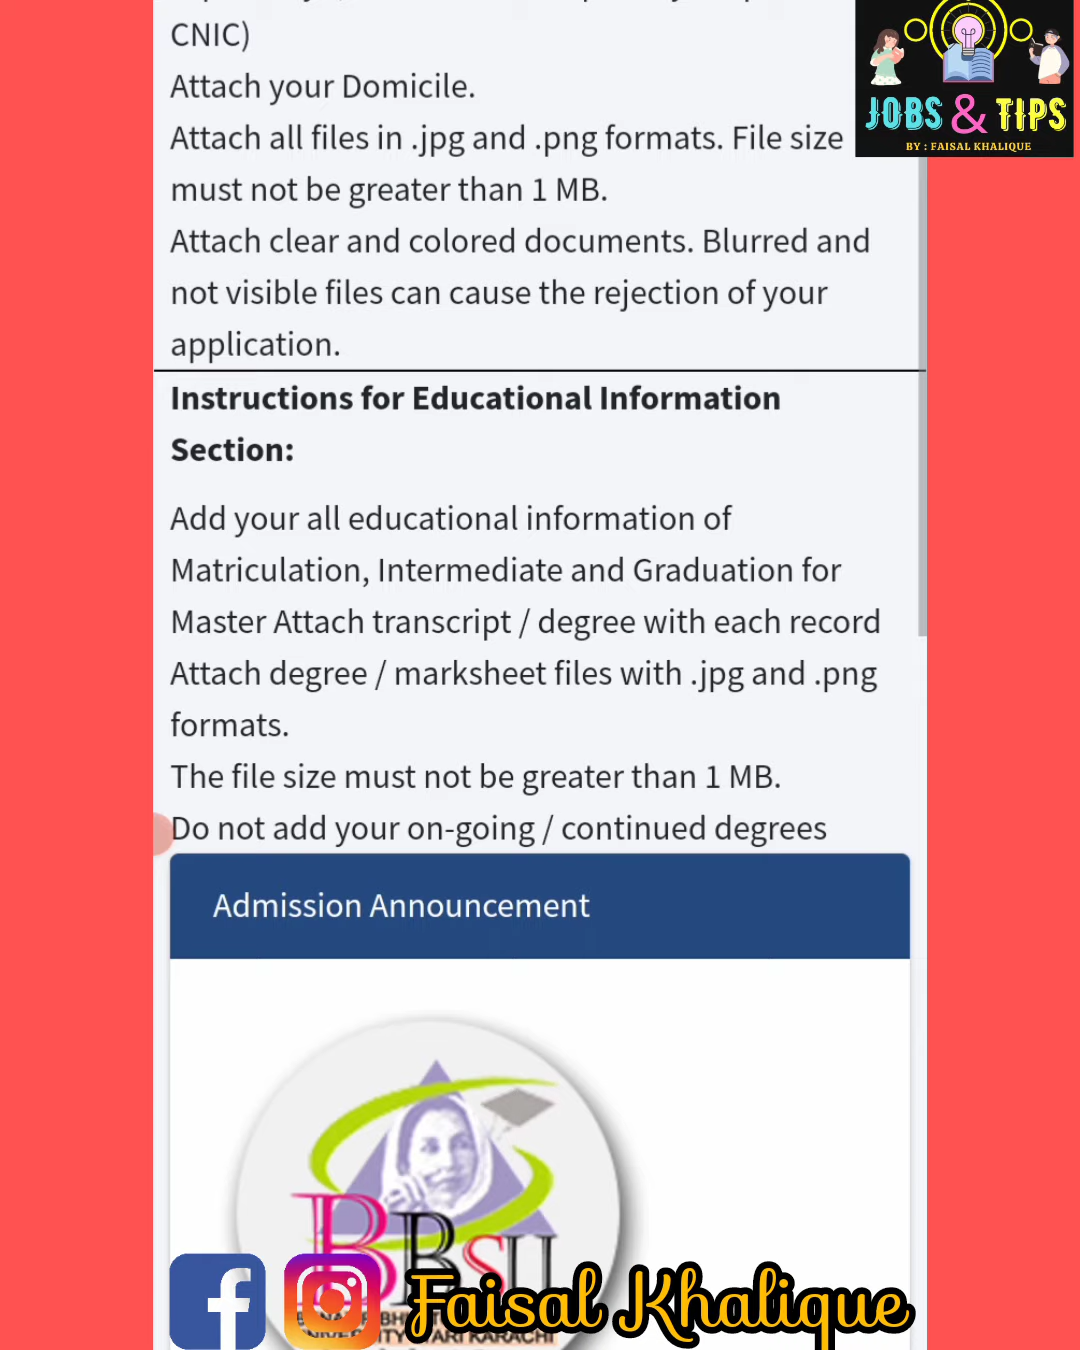 CNIC)
Attach your Domicile.
Attach all files in .jpg and .png formats. File size
must not be greater than 1 MB.
Attach clear and colored documents. Blurred and
not visible files can cause the rejection of your
application.
Instructions for Educational Information
Section:
Add your all educational information of
Matriculation, Intermediate and Graduation for
Master Attach transcript / degree with each record
Attach degree / marksheet files with .jpg and .png
formats.
The file size must not be greater than 1 MB.
Do not add your on-going / continued degrees
Admission Announcement
BBSU
KARACHI
JOBS & TIPS
BY : FAISAL KHALIQUE
f
Faisal Khalique